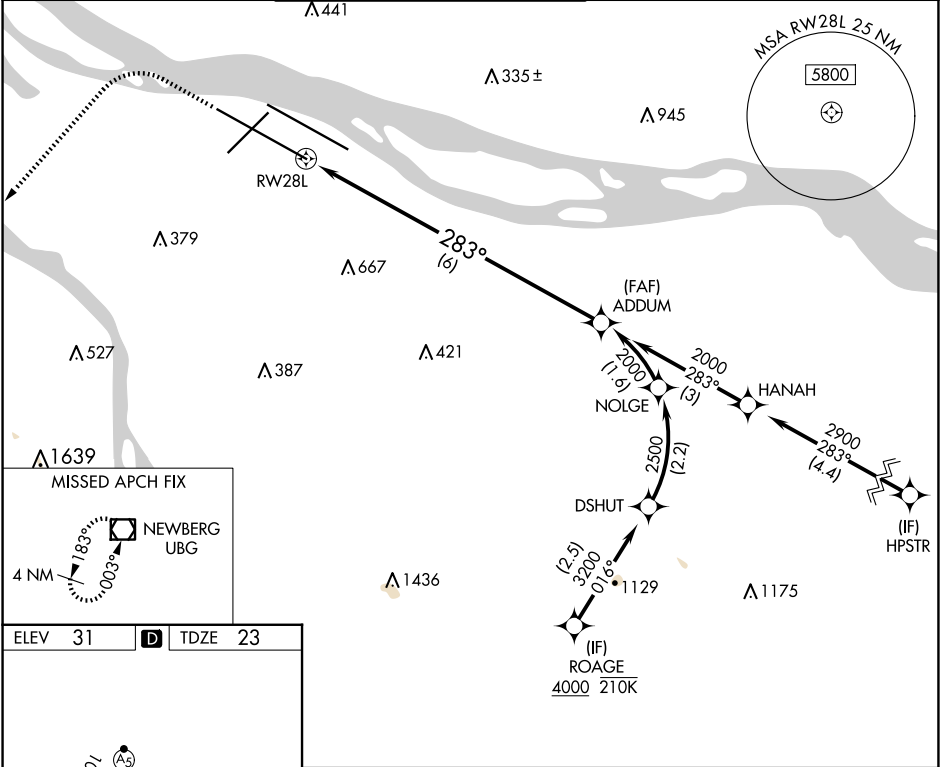 441
MSA RW28L 25 NM
5800
335 ±
945
RW28L
379
283°
(6)
667
(FAF)
ADDUM
527
421
387
2000
(1.6)
2000
283°
(3)
HANAH
NOLGE
2900
283°
(4.4)
2500
(2.2)
1639
MISSED APCH FIX
DSHUT
(IF)
HPSTR
NEWBERG
UBG
183°
003°
4 NM
(2.5)
3200
016°
1436
1129
1175
ELEV 31
D
TDZE 23
(IF)
ROAGE
4000 210K
A5